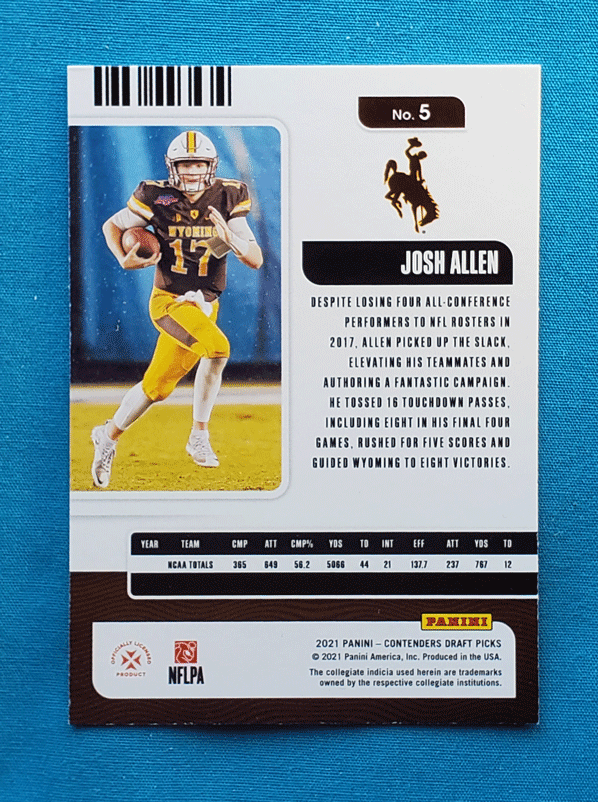 No. 5
WYOMING
17
17
JOSH ALLEN
DESPITE LOSING FOUR ALL-CONFERENCE
PERFORMERS TO NFL ROSTERS IN
2017, ALLEN PICKED UP THE SLACK,
ELEVATING HIS TEAMMATES AND
AUTHORING A FANTASTIC CAMPAIGN.
HE TOSSED 16 TOUCHDOWN PASSES,
INCLUDING EIGHT IN HIS FINAL FOUR
GAMES, RUSHED FOR FIVE SCORES AND
GUIDED WYOMING TO EIGHT VICTORIES.
YEAR TEAM CMP ATT CMP% YDS TD INT EFF ATT YDS TD
NCAA TOTALS 365 649 56.2 5066 44 21 137.7 237 767 12
PANINI
OFFICIALLY LICENSED
PRODUCT
NFLPA
2021 PANINI – CONTENDERS DRAFT PICKS
© 2021 Panini America, Inc. Produced in the USA.
The collegiate indicia used herein are trademarks
owned by the respective collegiate institutions.